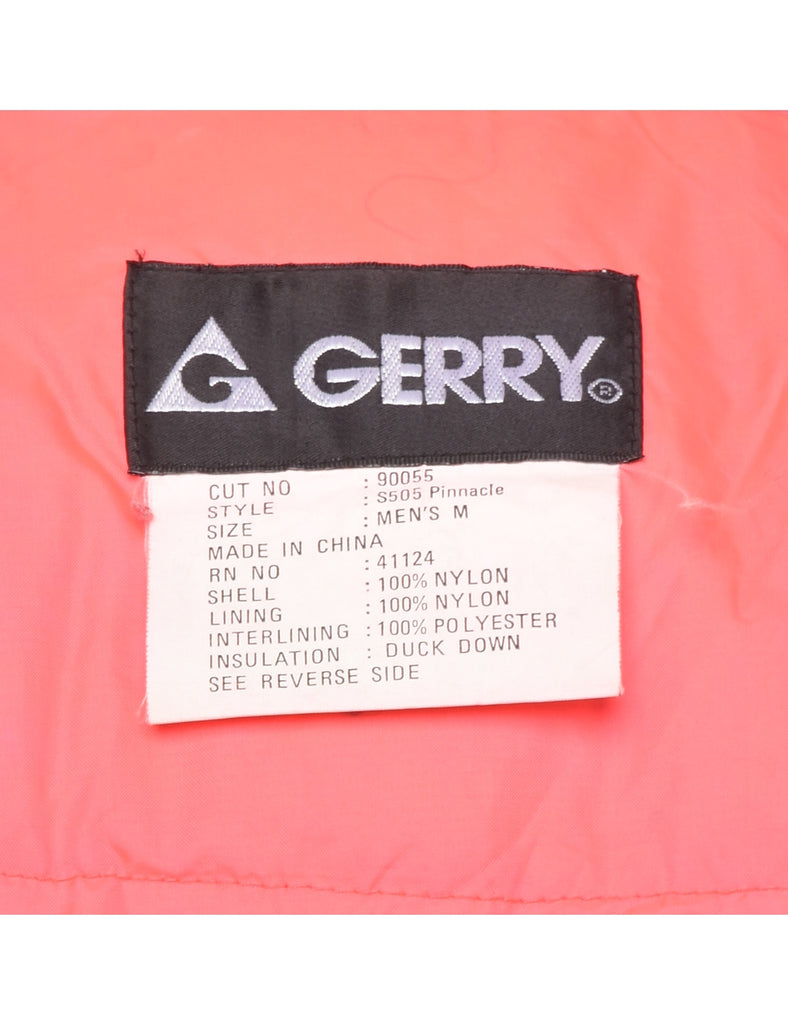 G GERRY®
CUT NO : 90055
STYLE : S505 Pinnacle
SIZE : MEN'S M
MADE IN CHINA
RN NO : 41124
SHELL : 100% NYLON
LINING : 100% NYLON
INTERLINING : 100% POLYESTER
INSULATION : DUCK DOWN
SEE REVERSE SIDE